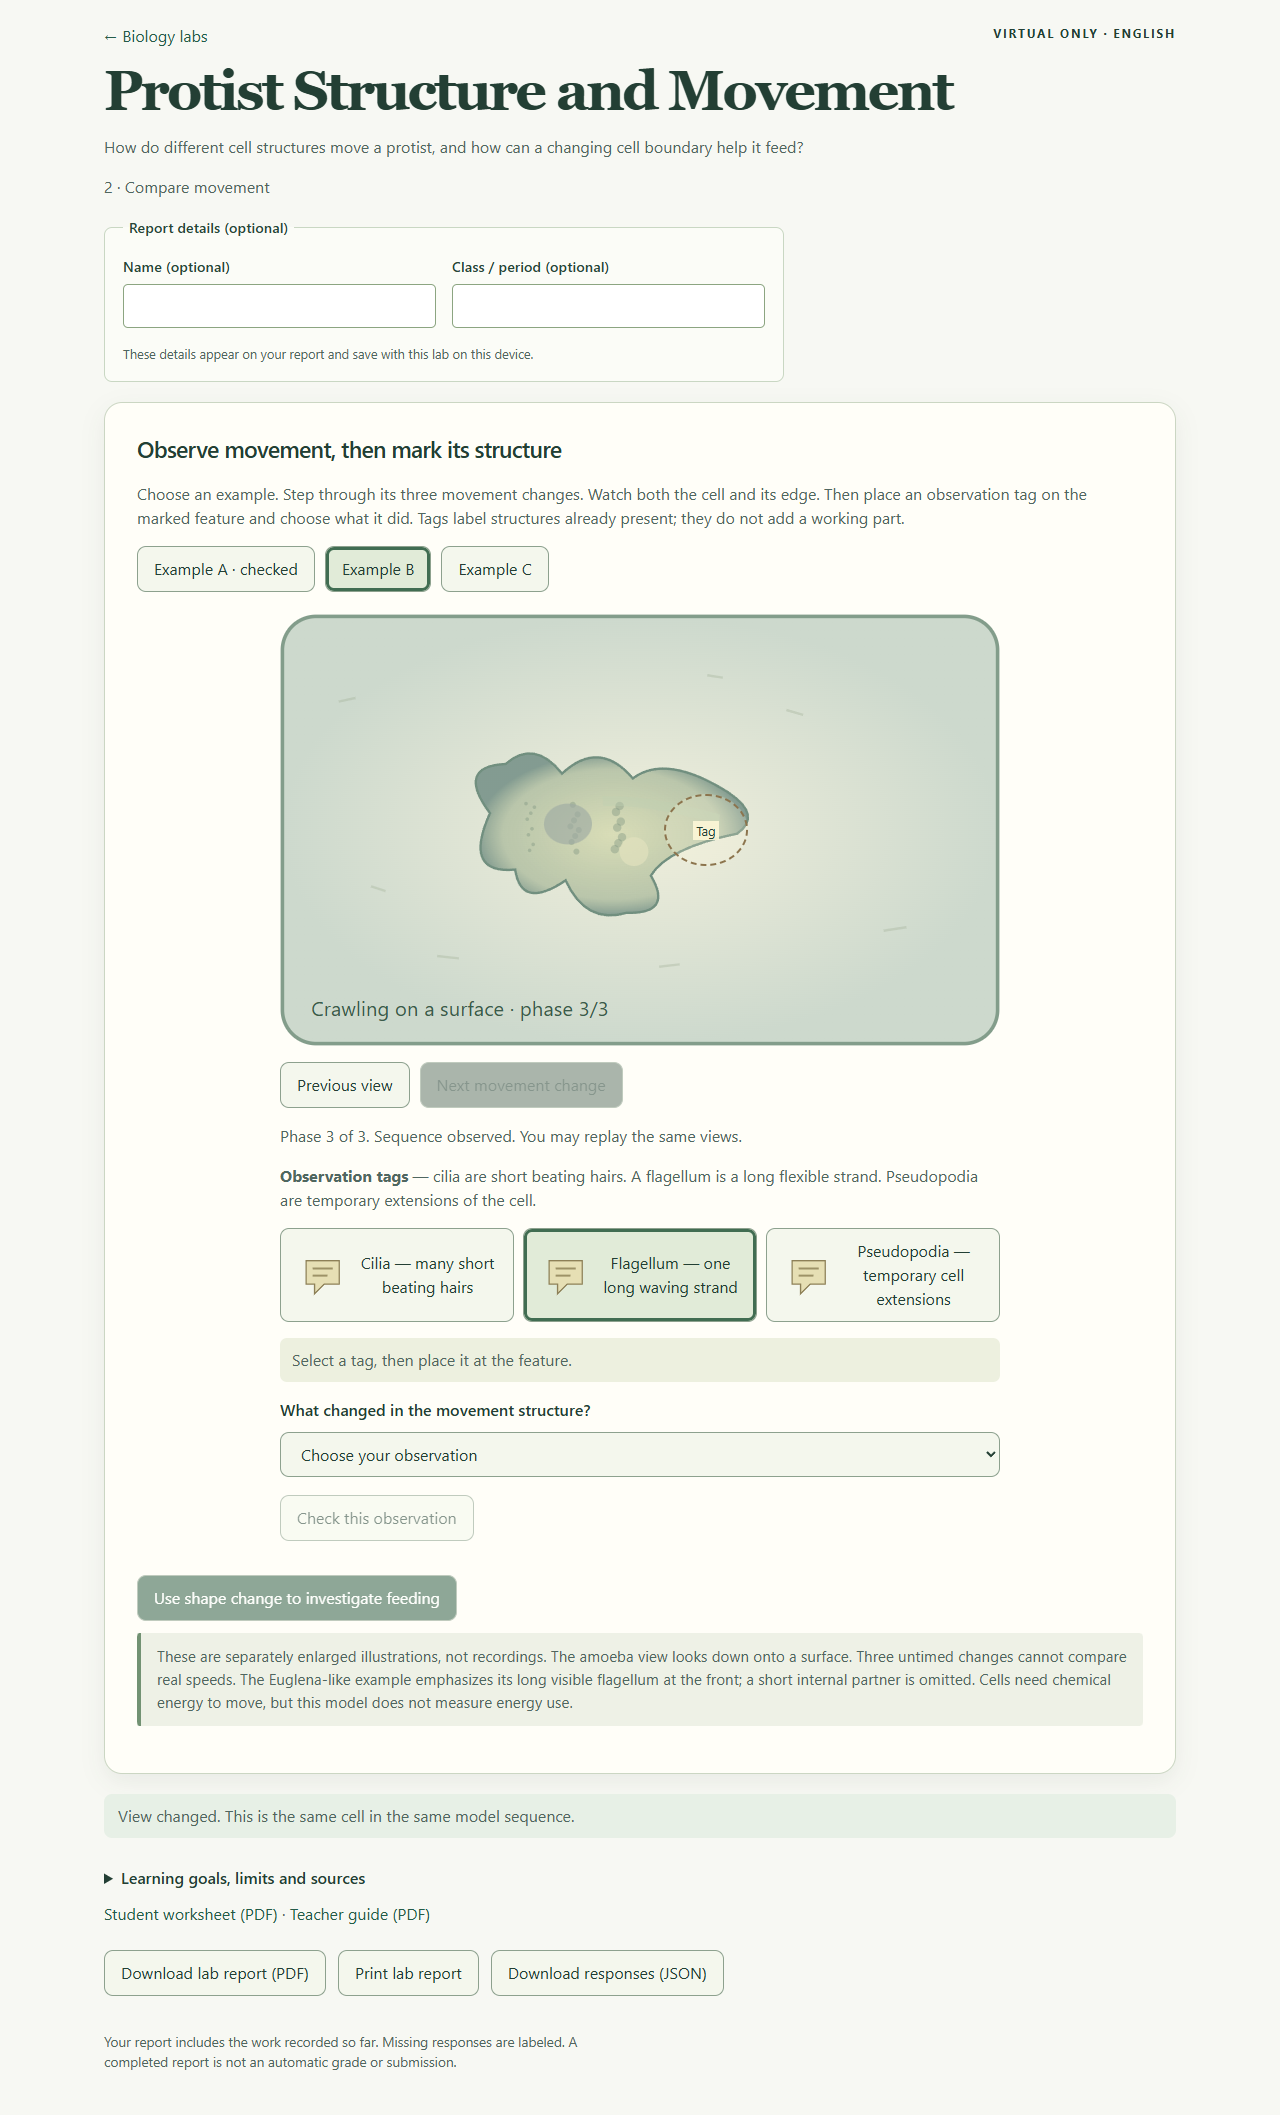 ← Biology labs
VIRTUAL ONLY · ENGLISH
Protist Structure and Movement
How do different cell structures move a protist, and how can a changing cell boundary help it feed?
2 · Compare movement
Report details (optional)
Name (optional)
Class / period (optional)
These details appear on your report and save with this lab on this device.
Observe movement, then mark its structure
Choose an example. Step through its three movement changes. Watch both the cell and its edge. Then place an observation tag on the
marked feature and choose what it did. Tags label structures already present; they do not add a working part.
Example A · checked
Example B
Example C
Tag
Crawling on a surface · phase 3/3
Previous view
Next movement change
Phase 3 of 3. Sequence observed. You may replay the same views.
Observation tags — cilia are short beating hairs. A flagellum is a long flexible strand. Pseudopodia
are temporary extensions of the cell.
Cilia — many short
beating hairs
Flagellum — one
long waving strand
Pseudopodia —
temporary cell
extensions
Select a tag, then place it at the feature.
What changed in the movement structure?
Choose your observation
Check this observation
Use shape change to investigate feeding
These are separately enlarged illustrations, not recordings. The amoeba view looks down onto a surface. Three untimed changes cannot compare
real speeds. The Euglena-like example emphasizes its long visible flagellum at the front; a short internal partner is omitted. Cells need chemical
energy to move, but this model does not measure energy use.
View changed. This is the same cell in the same model sequence.
Learning goals, limits and sources
Student worksheet (PDF) · Teacher guide (PDF)
Download lab report (PDF)
Print lab report
Download responses (JSON)
Your report includes the work recorded so far. Missing responses are labeled. A
completed report is not an automatic grade or submission.